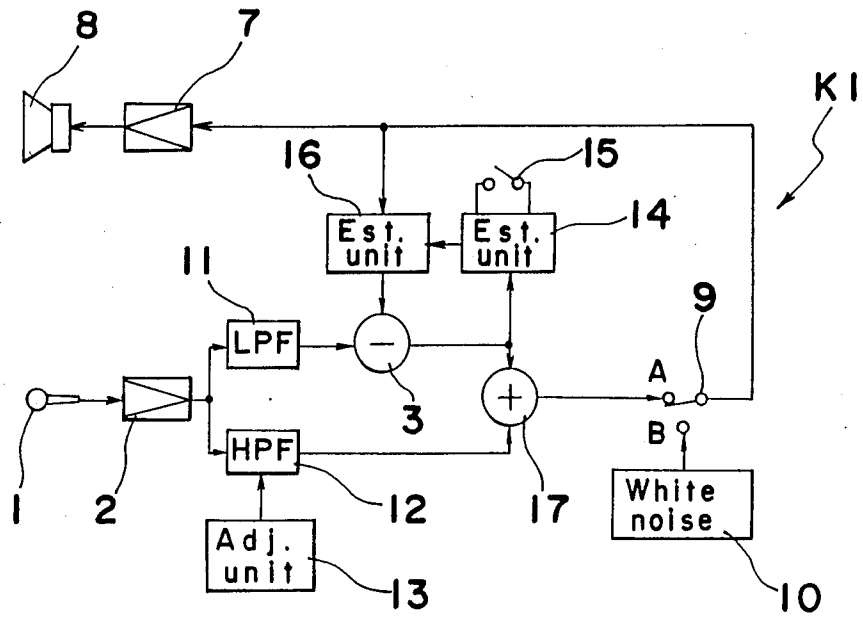 8
7
K1
16
15
Est.
unit
Est.
unit
14
11
LPF
−
3
9
A
1
2
+
B
HPF
12
17
White
noise
10
Adj.
unit
13